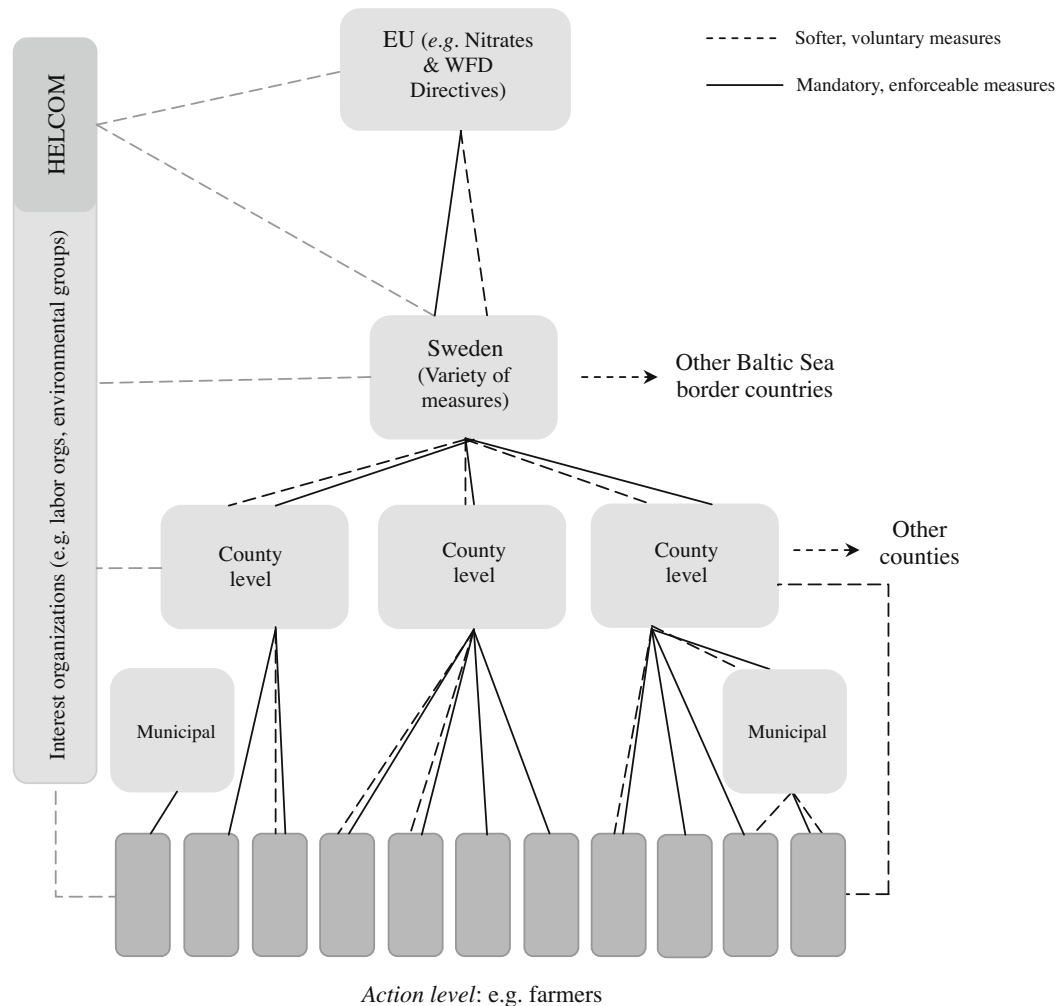 EU (e.g. Nitrates
& WFD
Directives)
Softer, voluntary measures
Mandatory, enforceable measures
HELCOM
Interest organizations (e.g. labor orgs, environmental groups)
Sweden
(Variety of
measures)
Other Baltic Sea
border countries
County
level
County
level
County
level
Other
counties
Municipal
Municipal
Action level: e.g. farmers